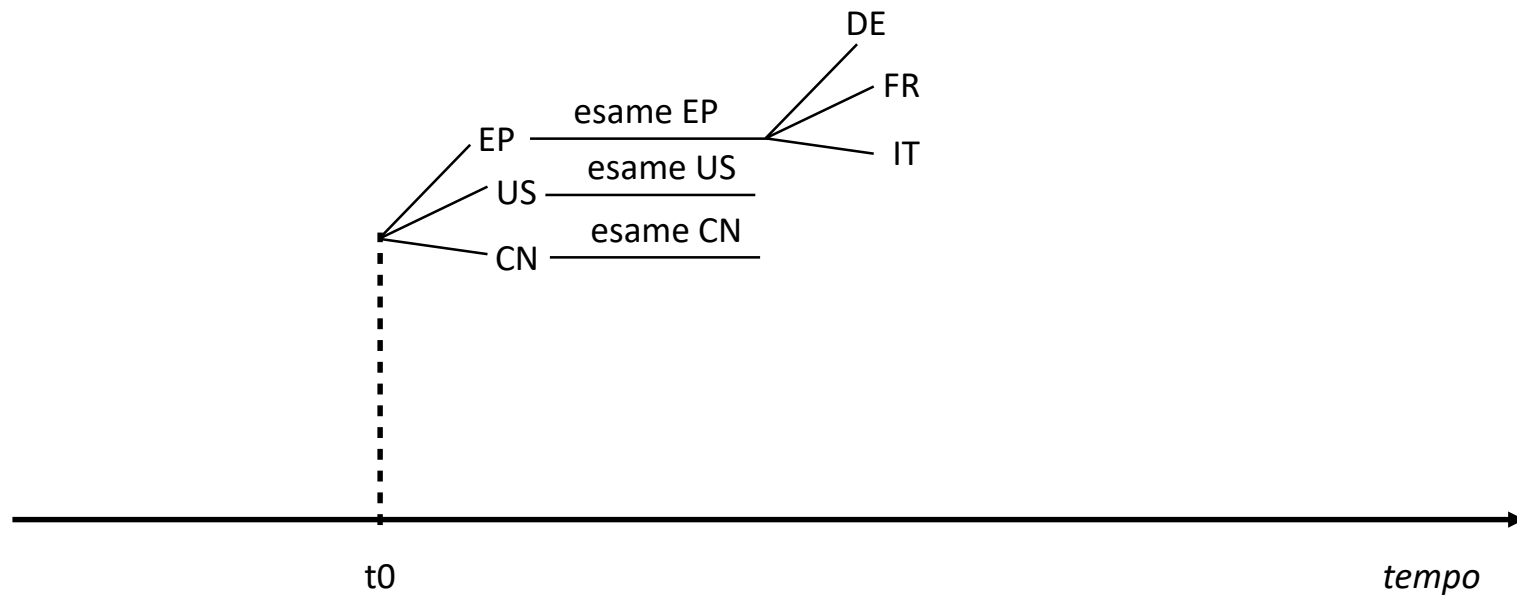 DE
FR
esame EP
EP
IT
esame US
US
esame CN
CN
t0
tempo